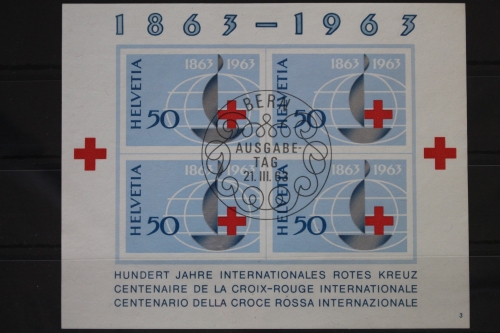 1863-1963
1863 1963 1863 1963
HELVETIA HELVETIA
50 50
BERN
AUSGABE-
TAG
21. III. 63
1863 1963 1863 1963
HELVETIA HELVETIA
50 50
HUNDERT JAHRE INTERNATIONALES ROTES KREUZ
CENTENAIRE DE LA CROIX-ROUGE INTERNATIONALE
CENTENARIO DELLA CROCE ROSSA INTERNAZIONALE
3